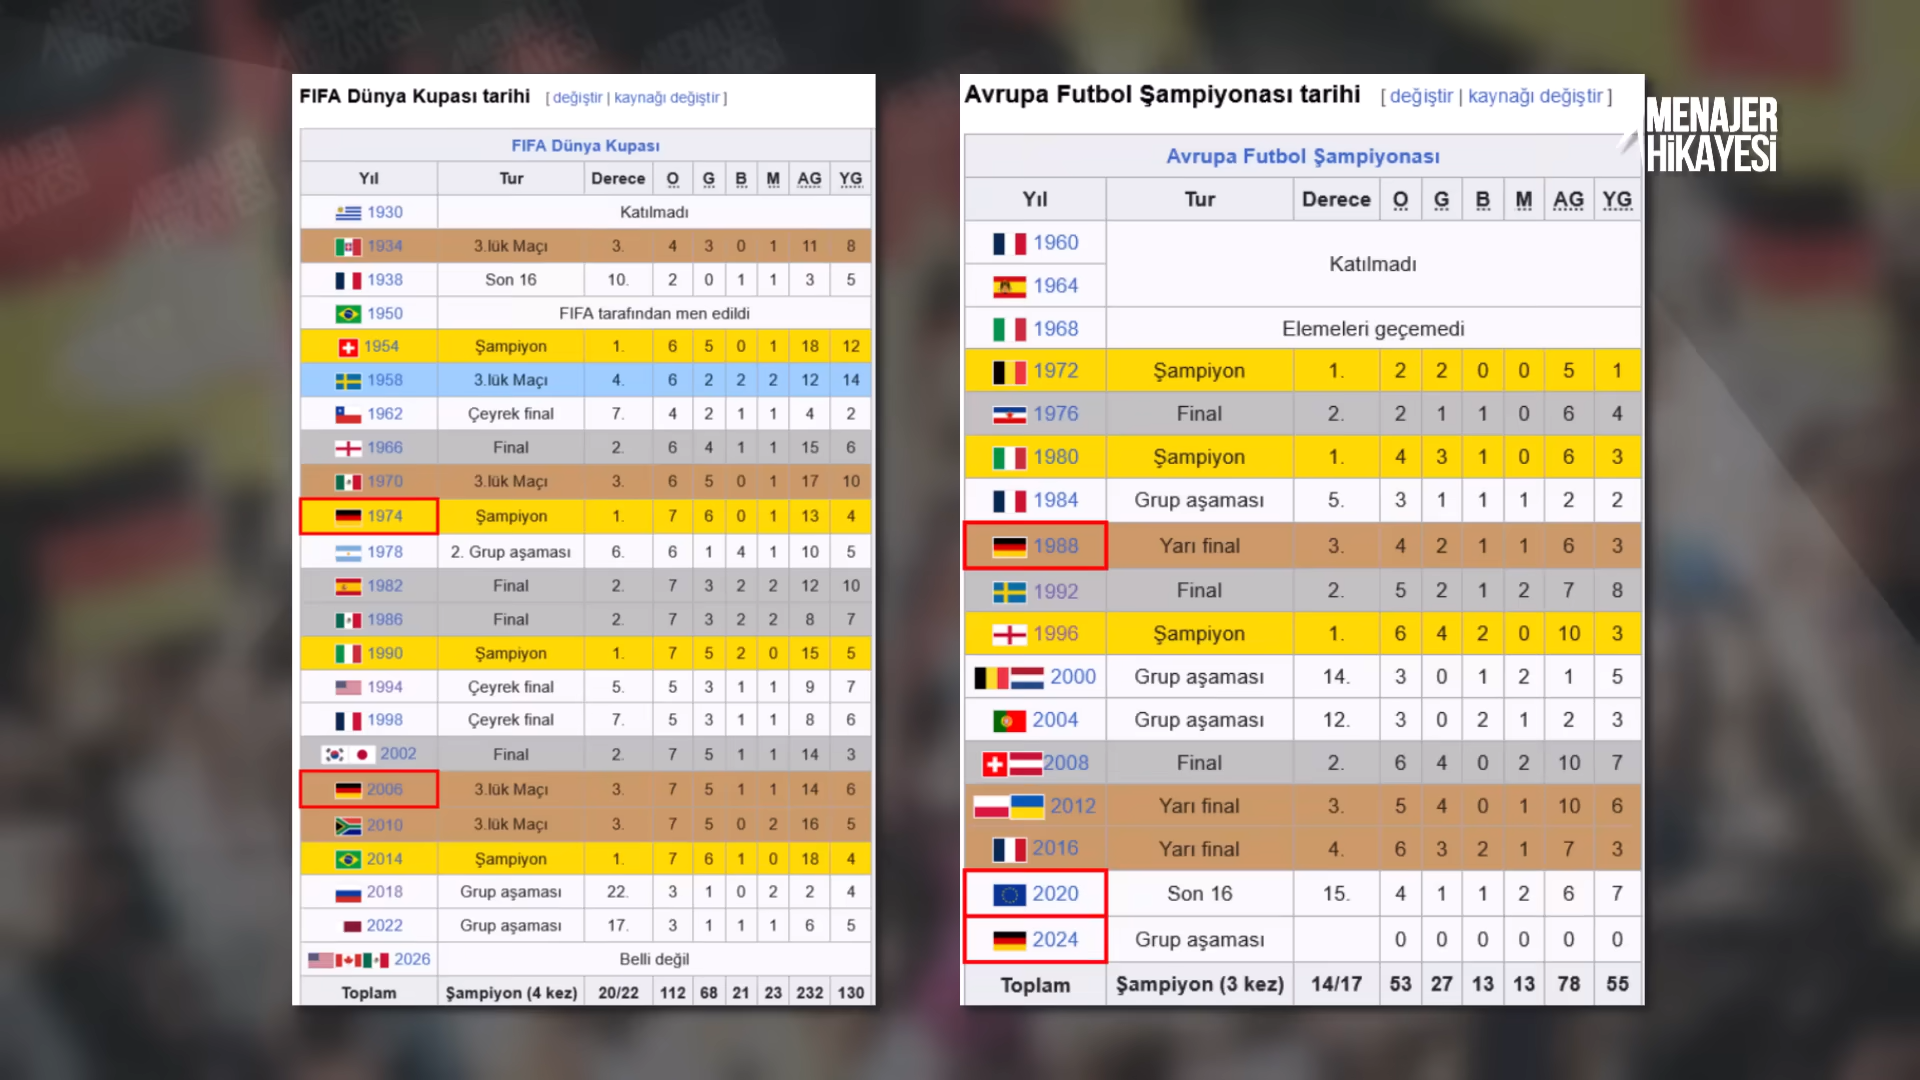 FIFA Dünya Kupası tarihi [ değiştir | kaynağı değiştir ]
FIFA Dünya Kupası
Yıl Tur Derece O G B M AG YG
1930 Katılmadı
1934 3.lük Maçı 3. 4 3 0 1 11 8
1938 Son 16 10. 2 0 1 1 3 5
1950 FIFA tarafından men edildi
1954 Şampiyon 1. 6 5 0 1 18 12
1958 3.lük Maçı 4. 6 2 2 2 12 14
1962 Çeyrek final 7. 4 2 1 1 4 2
1966 Final 2. 6 4 1 1 15 6
1970 3.lük Maçı 3. 6 5 0 1 17 10
1974 Şampiyon 1. 7 6 0 1 13 4
1978 2. Grup aşaması 6. 6 1 4 1 10 5
1982 Final 2. 7 3 2 2 12 10
1986 Final 2. 7 3 2 2 8 7
1990 Şampiyon 1. 7 5 2 0 15 5
1994 Çeyrek final 5. 5 3 1 1 9 7
1998 Çeyrek final 7. 5 3 1 1 8 6
2002 Final 2. 7 5 1 1 14 3
2006 3.lük Maçı 3. 7 5 1 1 14 6
2010 3.lük Maçı 3. 7 5 0 2 16 5
2014 Şampiyon 1. 7 6 1 0 18 4
2018 Grup aşaması 22. 3 1 0 2 2 4
2022 Grup aşaması 17. 3 1 1 1 6 5
2026 Belli değil
Toplam Şampiyon (4 kez) 20/22 112 68 21 23 232 130
Avrupa Futbol Şampiyonası tarihi [ değiştir | kaynağı değiştir ]
Avrupa Futbol Şampiyonası
Yıl Tur Derece O G B M AG YG
1960 Katılmadı
1964
1968 Elemeleri geçemedi
1972 Şampiyon 1. 2 2 0 0 5 1
1976 Final 2. 2 1 1 0 6 4
1980 Şampiyon 1. 4 3 1 0 6 3
1984 Grup aşaması 5. 3 1 1 1 2 2
1988 Yarı final 3. 4 2 1 1 6 3
1992 Final 2. 5 2 1 2 7 8
1996 Şampiyon 1. 6 4 2 0 10 3
2000 Grup aşaması 14. 3 0 1 2 1 5
2004 Grup aşaması 12. 3 0 2 1 2 3
2008 Final 2. 6 4 0 2 10 7
2012 Yarı final 3. 5 4 0 1 10 6
2016 Yarı final 4. 6 3 2 1 7 3
2020 Son 16 15. 4 1 1 2 6 7
2024 Grup aşaması 0 0 0 0 0 0
Toplam Şampiyon (3 kez) 14/17 53 27 13 13 78 55
MENAJER
HİKAYESİ